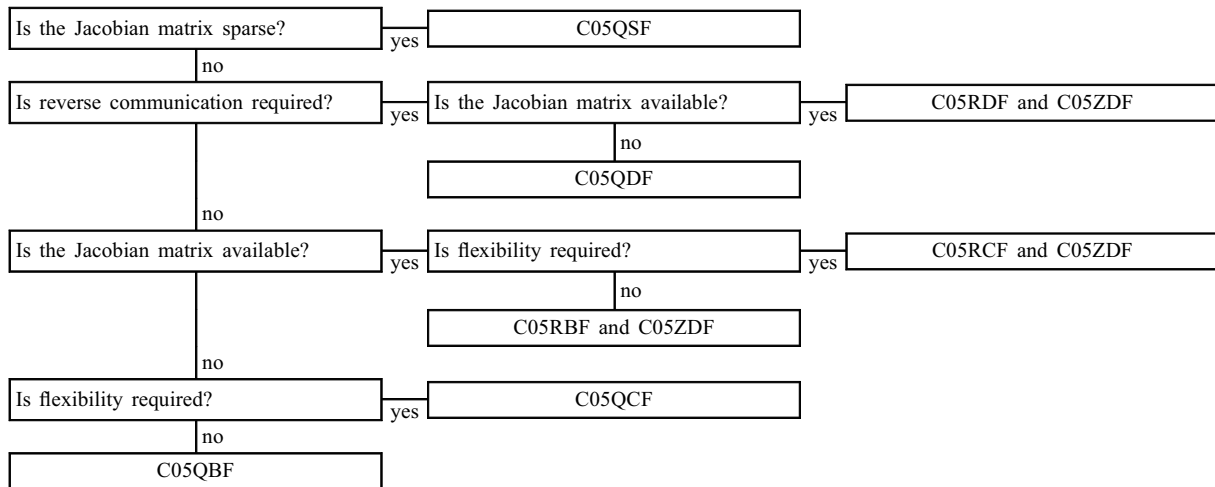 Is the Jacobian matrix sparse?
yes
C05QSF
no
Is reverse communication required?
yes
Is the Jacobian matrix available?
yes
C05RDF and C05ZDF
no
C05QDF
no
Is the Jacobian matrix available?
yes
Is flexibility required?
yes
C05RCF and C05ZDF
no
C05RBF and C05ZDF
no
Is flexibility required?
yes
C05QCF
no
C05QBF